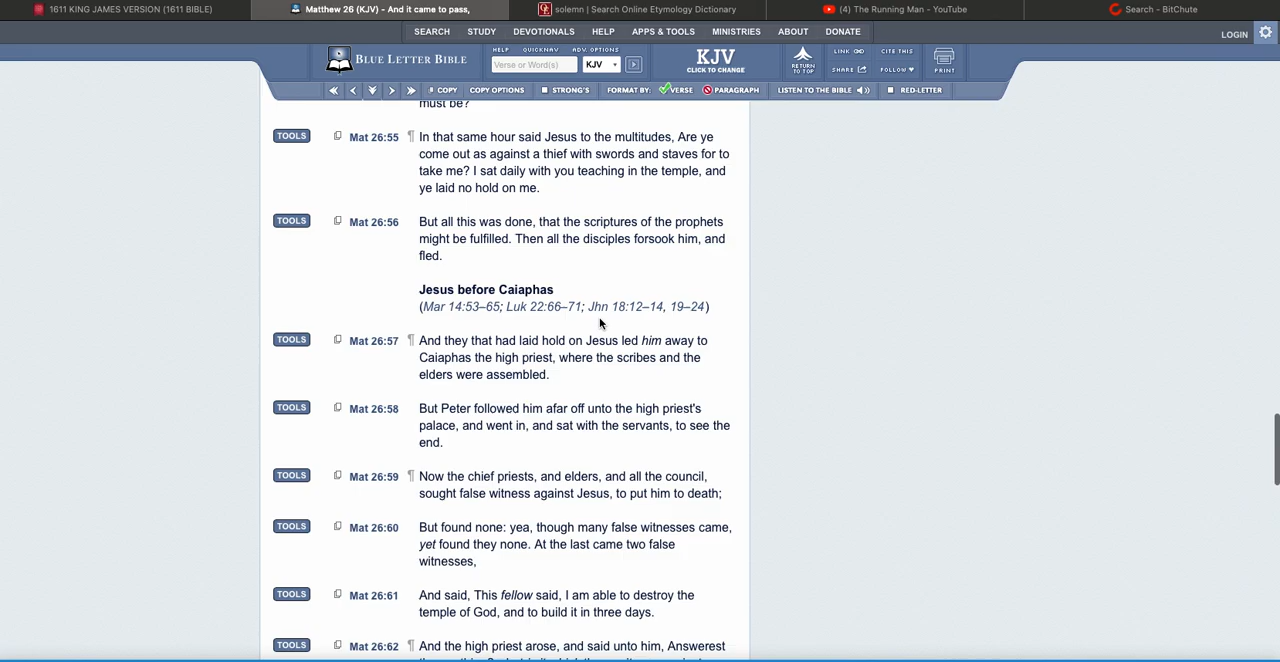 1611 KING JAMES VERSION (1611 BIBLE)
Matthew 26 (KJV) - And it came to pass,
solemn | Search Online Etymology Dictionary
(4) The Running Man - YouTube
Search - BitChute
SEARCH STUDY DEVOTIONALS HELP APPS & TOOLS MINISTRIES ABOUT DONATE
LOGIN
BLUE LETTER BIBLE
HELP QUICKNAV ADV. OPTIONS
Verse or Word(s)
KJV
KJV
CLICK TO CHANGE
RETURN
TO TOP
LINK
CITE THIS
SHARE
FOLLOW
PRINT
COPY COPY OPTIONS STRONG'S FORMAT BY: VERSE PARAGRAPH LISTEN TO THE BIBLE RED-LETTER
must be?
TOOLS Mat 26:55 ¶ In that same hour said Jesus to the multitudes, Are ye
come out as against a thief with swords and staves for to
take me? I sat daily with you teaching in the temple, and
ye laid no hold on me.
TOOLS Mat 26:56 But all this was done, that the scriptures of the prophets
might be fulfilled. Then all the disciples forsook him, and
fled.
Jesus before Caiaphas
(Mar 14:53–65; Luk 22:66–71; Jhn 18:12–14, 19–24)
TOOLS Mat 26:57 ¶ And they that had laid hold on Jesus led him away to
Caiaphas the high priest, where the scribes and the
elders were assembled.
TOOLS Mat 26:58 But Peter followed him afar off unto the high priest's
palace, and went in, and sat with the servants, to see the
end.
TOOLS Mat 26:59 ¶ Now the chief priests, and elders, and all the council,
sought false witness against Jesus, to put him to death;
TOOLS Mat 26:60 But found none: yea, though many false witnesses came,
yet found they none. At the last came two false
witnesses,
TOOLS Mat 26:61 And said, This fellow said, I am able to destroy the
temple of God, and to build it in three days.
TOOLS Mat 26:62 ¶ And the high priest arose, and said unto him, Answerest